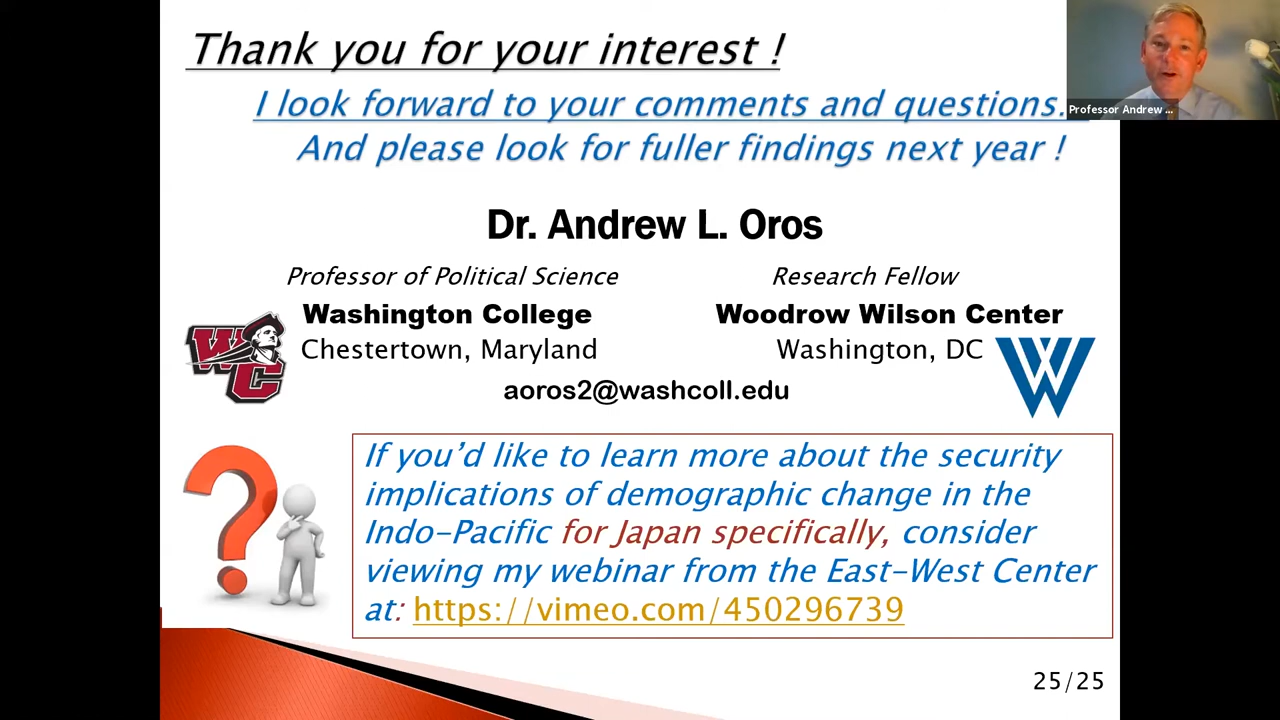 Thank you for your interest !
Professor Andrew ...
I look forward to your comments and questions.
And please look for fuller findings next year !
Dr. Andrew L. Oros
Professor of Political Science
Research Fellow
Washington College
Woodrow Wilson Center
Chestertown, Maryland
Washington, DC
WC
W
aoros2@washcoll.edu
If you’d like to learn more about the security
implications of demographic change in the
Indo-Pacific for Japan specifically, consider
viewing my webinar from the East-West Center
at: https://vimeo.com/450296739
25/25